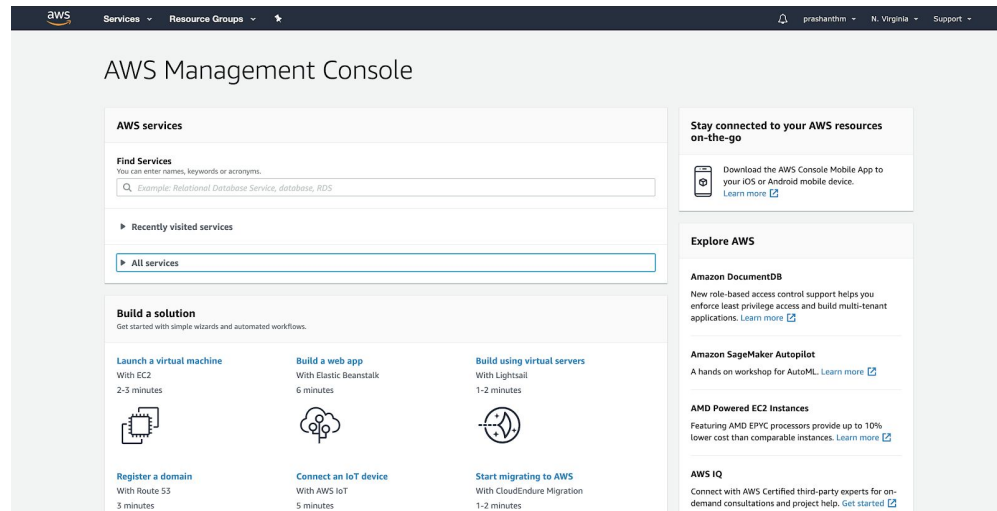 aws
Services
Resource Groups
prashanthm
N. Virginia
Support
AWS Management Console
AWS services
Find Services
You can enter names, keywords or acronyms.
Example: Relational Database Service, database, RDS
Recently visited services
All services
Build a solution
Get started with simple wizards and automated workflows.
Launch a virtual machine
With EC2
2-3 minutes
Build a web app
With Elastic Beanstalk
6 minutes
Build using virtual servers
With Lightsail
1-2 minutes
Register a domain
With Route 53
3 minutes
Connect an IoT device
With AWS IoT
5 minutes
Start migrating to AWS
With CloudEndure Migration
1-2 minutes
Stay connected to your AWS resources
on-the-go
Download the AWS Console Mobile App to
your iOS or Android mobile device.
Learn more
Explore AWS
Amazon DocumentDB
New role-based access control support helps you
enforce least privilege access and build multi-tenant
applications. Learn more
Amazon SageMaker Autopilot
A hands on workshop for AutoML. Learn more
AMD Powered EC2 Instances
Featuring AMD EPYC processors provide up to 10%
lower cost than comparable instances. Learn more
AWS IQ
Connect with AWS Certified third-party experts for on-
demand consultations and project help. Get started